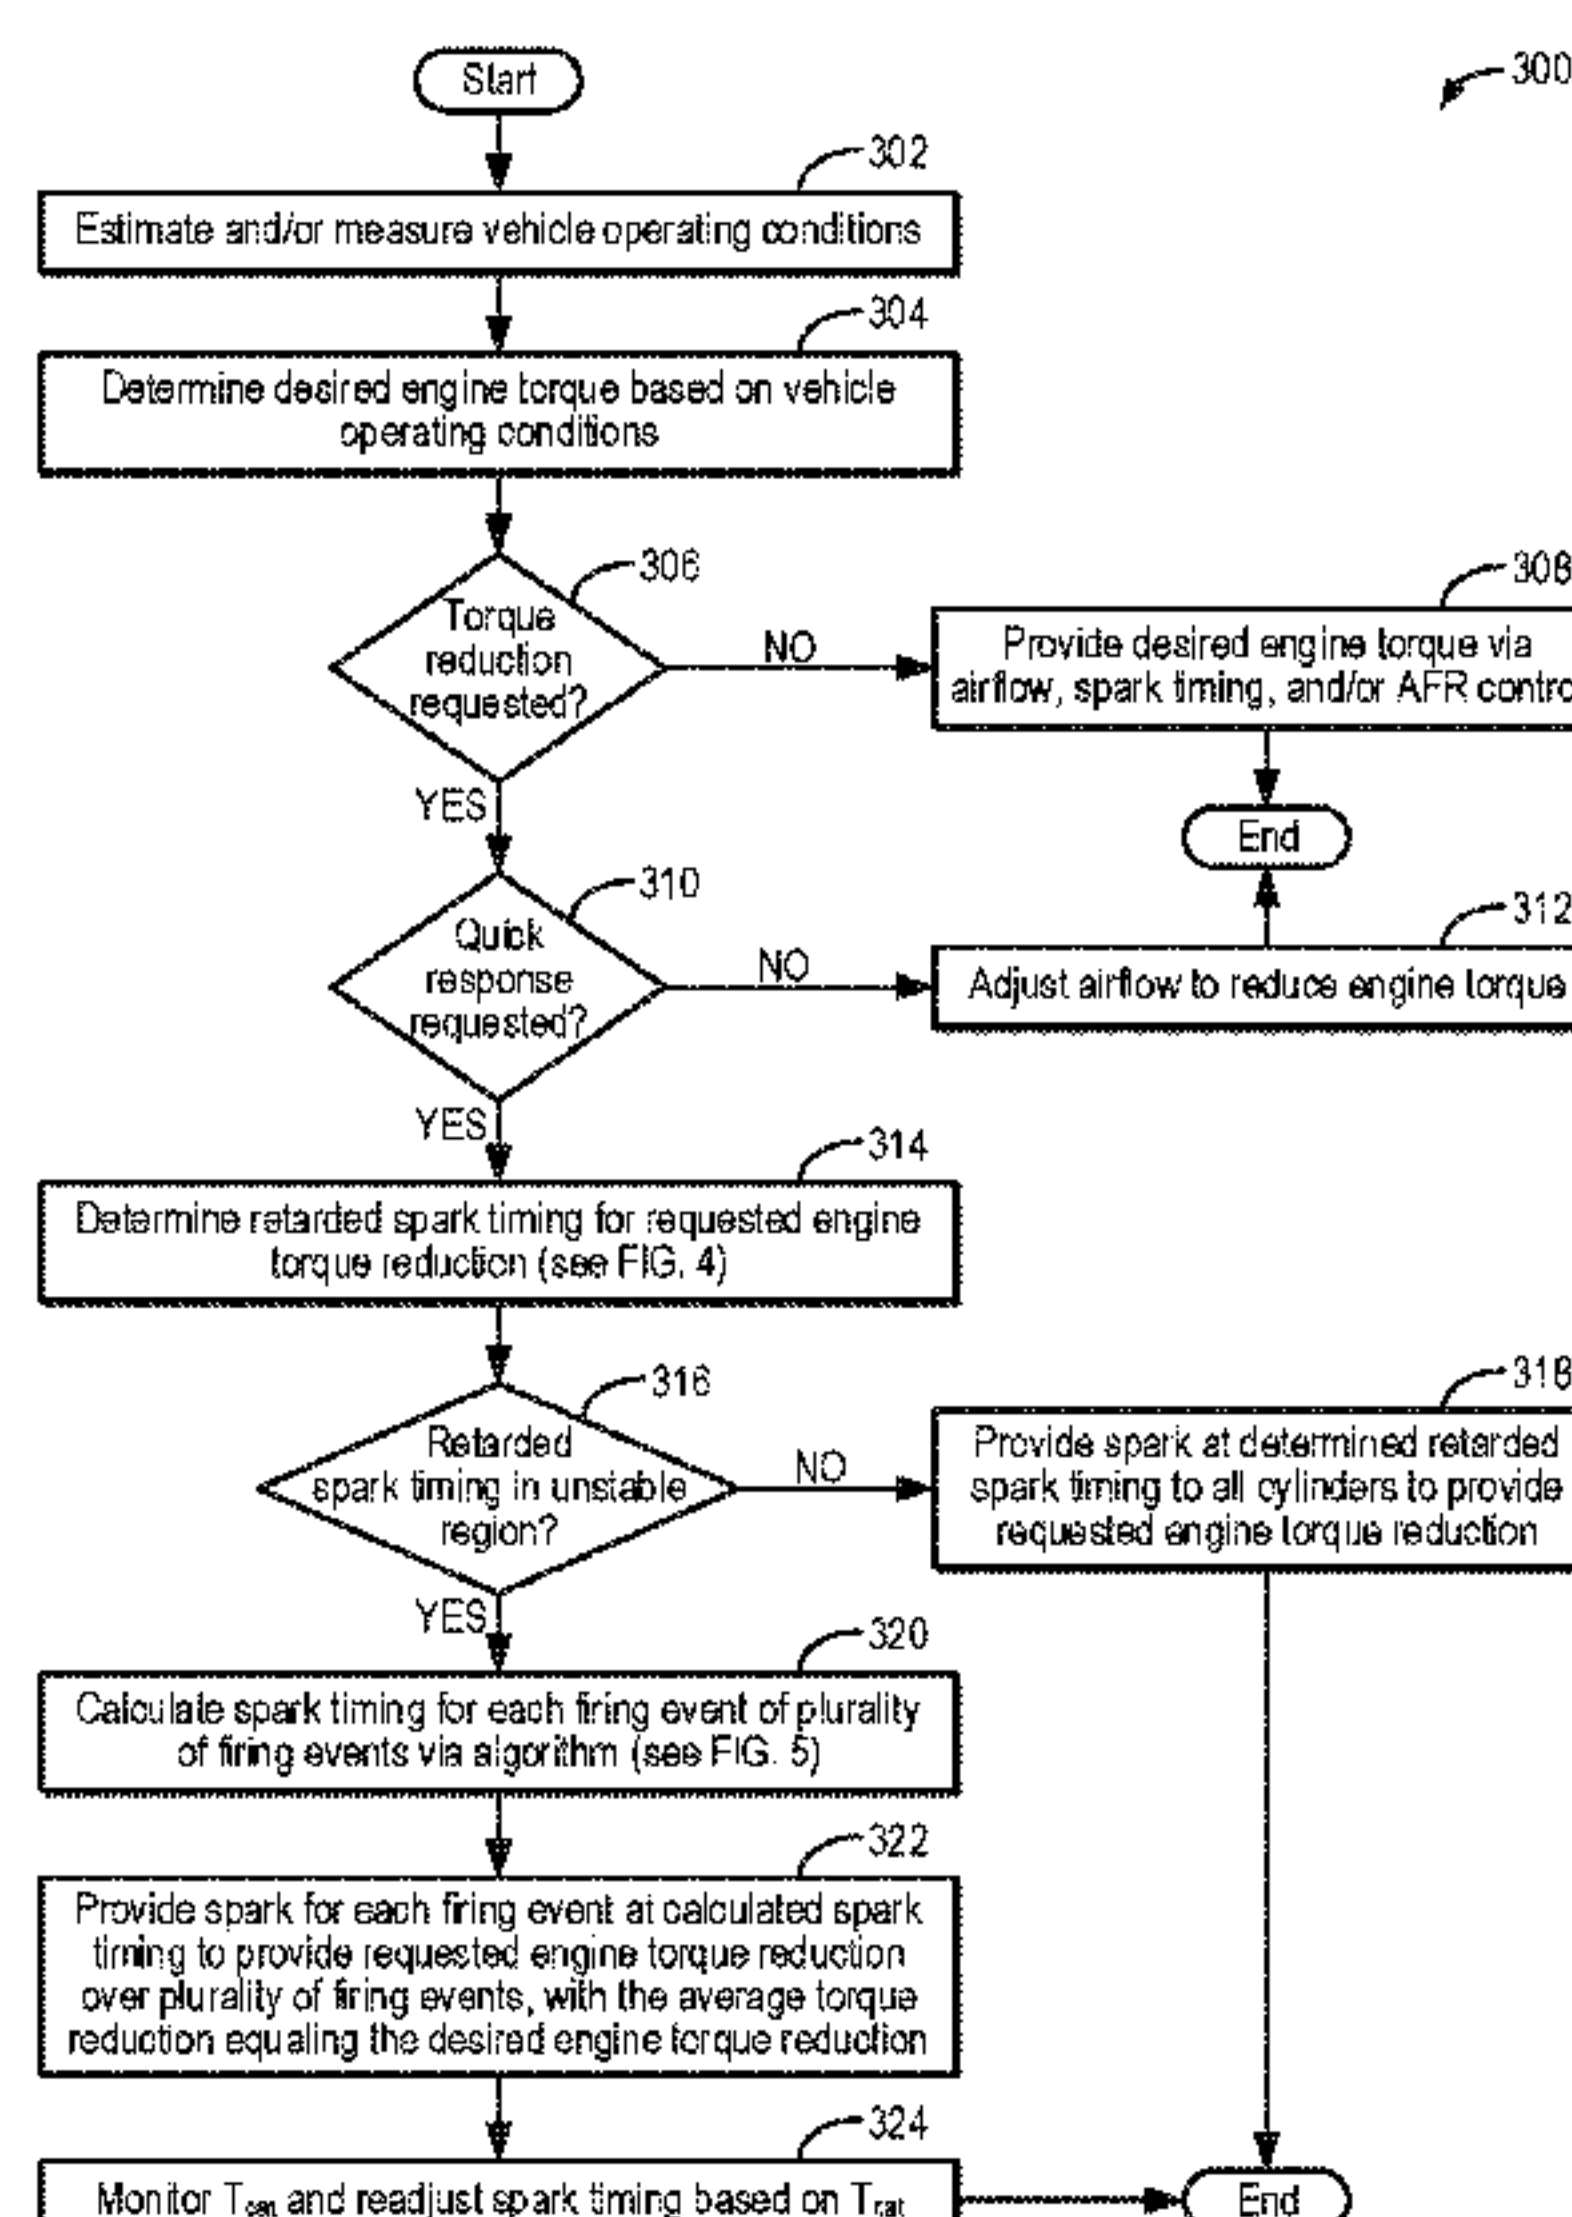 Start
300
302
Estimate and/or measure vehicle operating conditions
304
Determine desired engine torque based on vehicle
operating conditions
306
Torque
reduction
requested?
NO
308
Provide desired engine torque via
airflow, spark timing, and/or AFR contro
YES
End
310
Quick
response
requested?
NO
312
Adjust airflow to reduce engine torque
YES
314
Determine retarded spark timing for requested engine
torque reduction (see FIG. 4)
316
Retarded
spark timing in unstable
region?
NO
318
Provide spark at determined retarded
spark timing to all cylinders to provide
requested engine torque reduction
YES
320
Calculate spark timing for each firing event of plurality
of firing events via algorithm (see FIG. 5)
322
Provide spark for each firing event at calculated spark
timing to provide requested engine torque reduction
over plurality of firing events, with the average torque
reduction equaling the desired engine torque reduction
324
Monitor Tcat and readjust spark timing based on Tcat
End